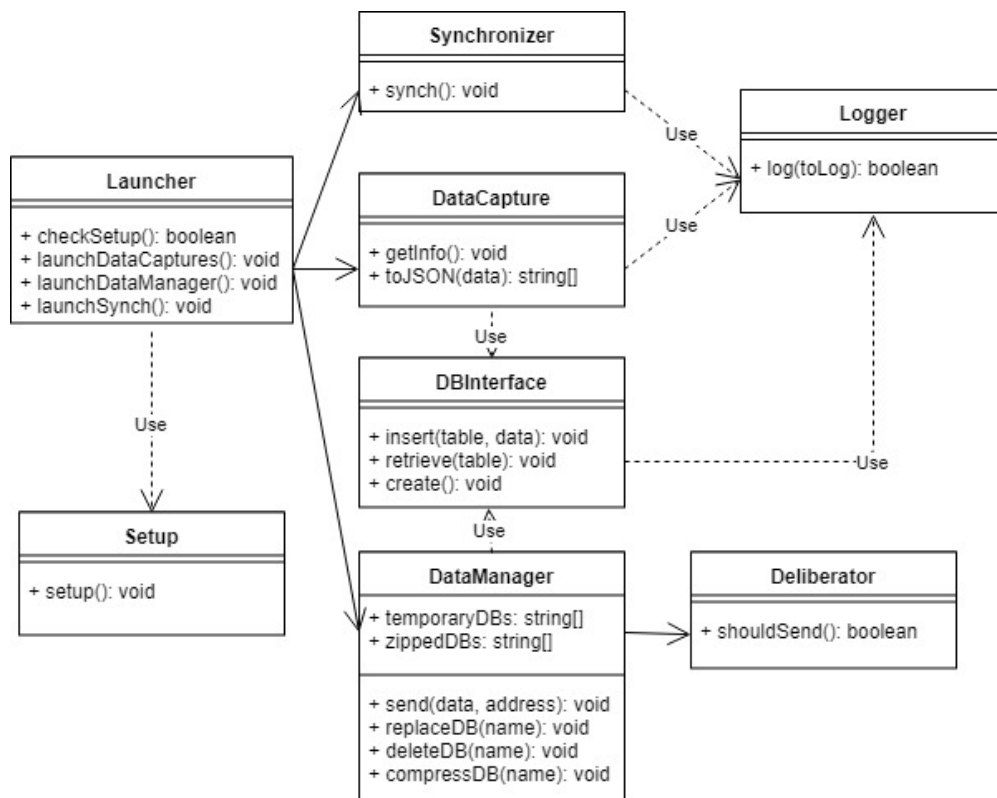 Synchronizer
+ synch(): void
Use
Logger
+ log(toLog): boolean
Launcher
+ checkSetup(): boolean
+ launchDataCaptures(): void
+ launchDataManager(): void
+ launchSynch(): void
DataCapture
+ getInfo(): void
+ toJSON(data): string[]
Use
Use
DBInterface
+ insert(table, data): void
+ retrieve(table): void
+ create(): void
Use
Use
Use
Setup
+ setup(): void
DataManager
+ temporaryDBs: string[]
+ zippedDBs: string[]
+ send(data, address): void
+ replaceDB(name): void
+ deleteDB(name): void
+ compressDB(name): void
Deliberator
+ shouldSend(): boolean